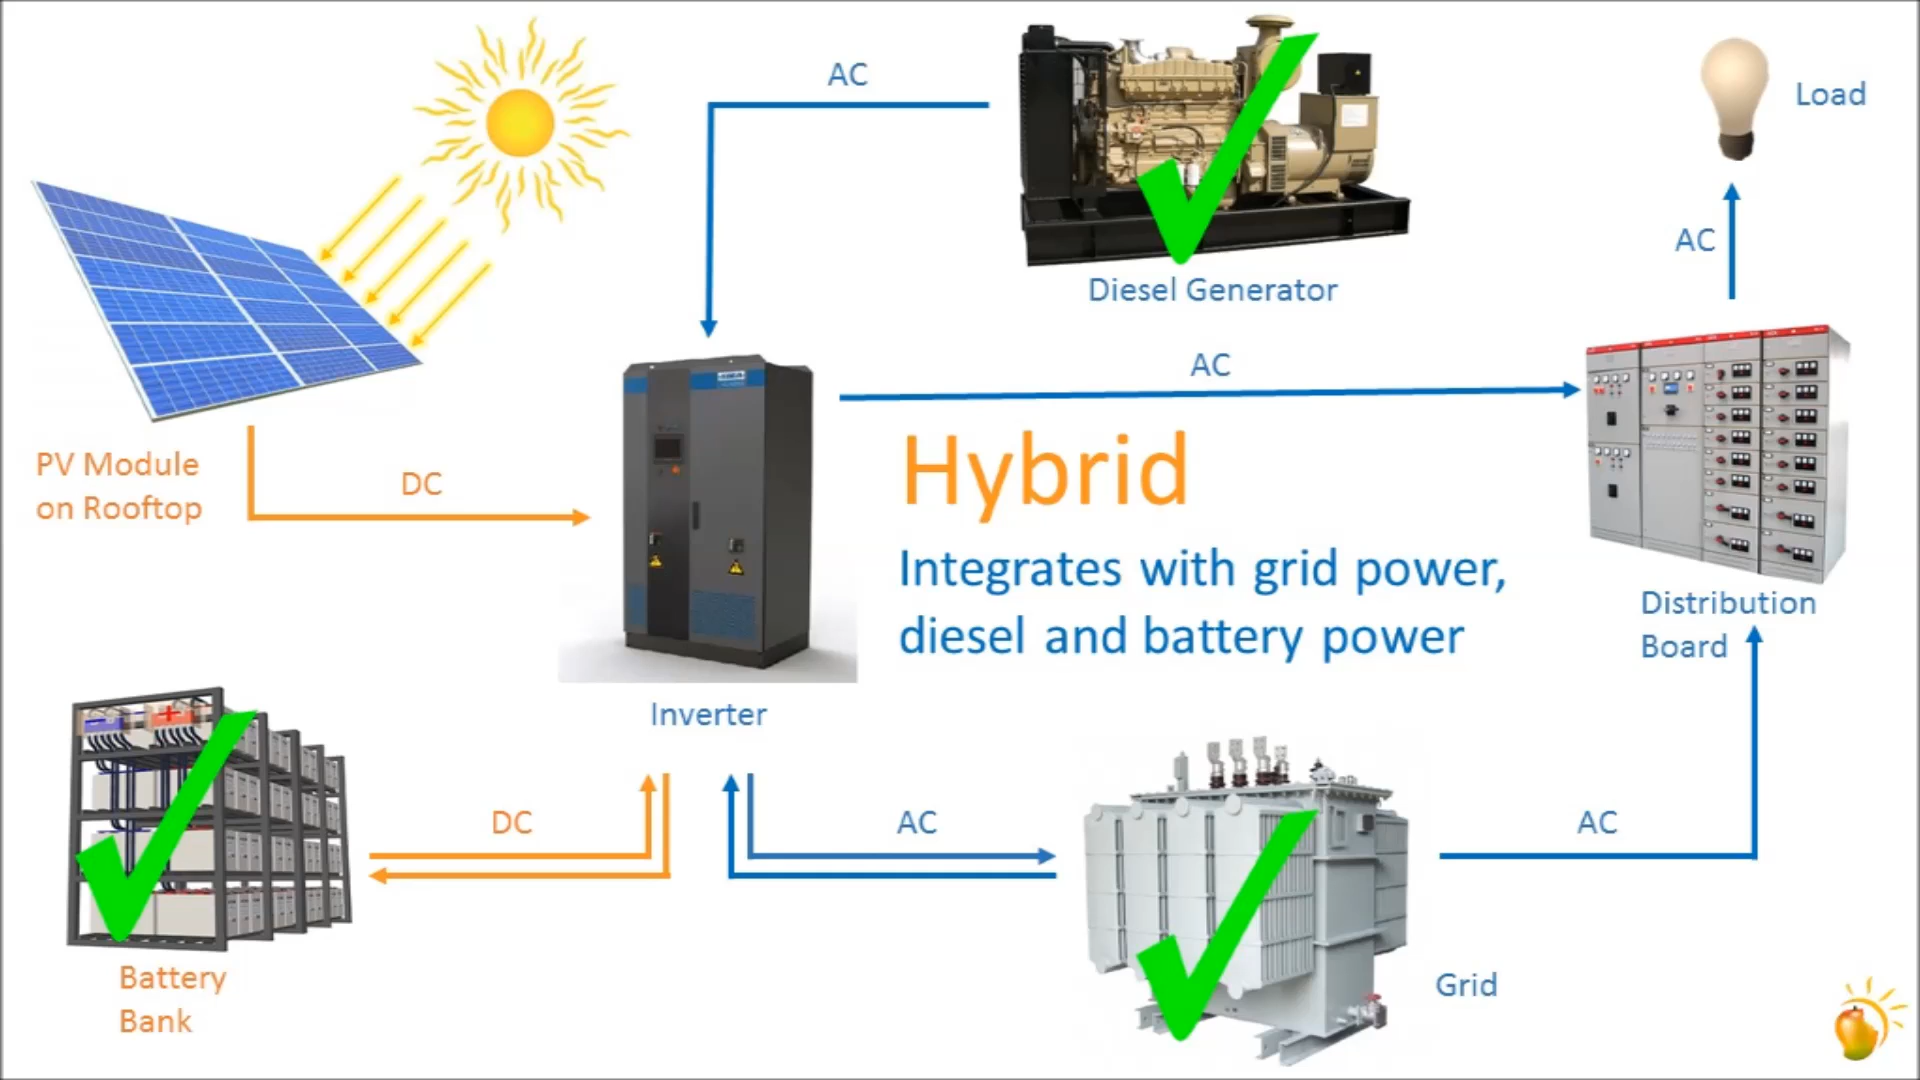 AC
Load
AC
Diesel Generator
AC
PV Module
on Rooftop
DC
Hybrid
Integrates with grid power,
diesel and battery power
Distribution
Board
Inverter
DC
AC
AC
Battery
Bank
Grid